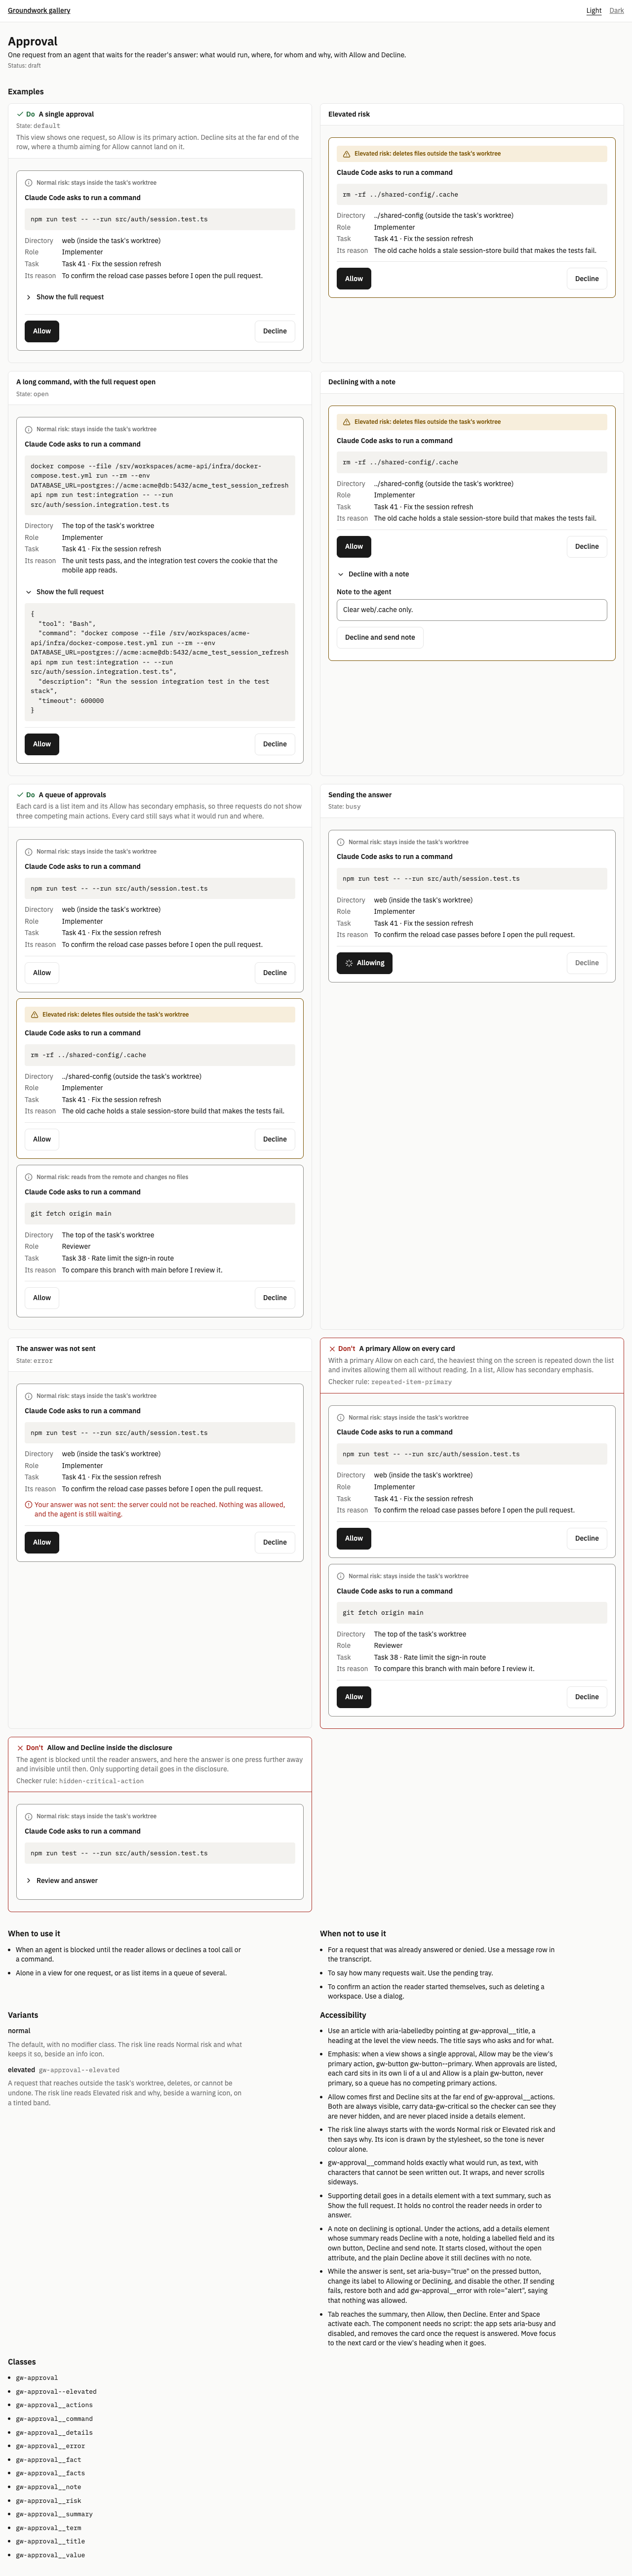 Groundwork gallery
Light
Dark
Approval
One request from an agent that waits for the reader's answer: what would run, where, for whom and why, with Allow and Decline.
Status: draft
Examples
Do A single approval
State: default
This view shows one request, so Allow is its primary action. Decline sits at the far end of the
row, where a thumb aiming for Allow cannot land on it.
Normal risk: stays inside the task's worktree
Claude Code asks to run a command
npm run test -- --run src/auth/session.test.ts
Directory web (inside the task's worktree)
Role Implementer
Task Task 41 · Fix the session refresh
Its reason To confirm the reload case passes before I open the pull request.
Show the full request
Allow
Decline
Elevated risk
Elevated risk: deletes files outside the task's worktree
Claude Code asks to run a command
rm -rf ../shared-config/.cache
Directory ../shared-config (outside the task's worktree)
Role Implementer
Task Task 41 · Fix the session refresh
Its reason The old cache holds a stale session-store build that makes the tests fail.
Allow
Decline
A long command, with the full request open
State: open
Normal risk: stays inside the task's worktree
Claude Code asks to run a command
docker compose --file /srv/workspaces/acme-api/infra/docker-
compose.test.yml run --rm --env
DATABASE_URL=postgres://acme:acme@db:5432/acme_test_session_refresh
api npm run test:integration -- --run
src/auth/session.integration.test.ts
Directory The top of the task's worktree
Role Implementer
Task Task 41 · Fix the session refresh
Its reason The unit tests pass, and the integration test covers the cookie that the
mobile app reads.
Show the full request
{
"tool": "Bash",
"command": "docker compose --file /srv/workspaces/acme-
api/infra/docker-compose.test.yml run --rm --env
DATABASE_URL=postgres://acme:acme@db:5432/acme_test_session_refresh
api npm run test:integration -- --run
src/auth/session.integration.test.ts",
"description": "Run the session integration test in the test
stack",
"timeout": 600000
}
Allow
Decline
Declining with a note
Elevated risk: deletes files outside the task's worktree
Claude Code asks to run a command
rm -rf ../shared-config/.cache
Directory ../shared-config (outside the task's worktree)
Role Implementer
Task Task 41 · Fix the session refresh
Its reason The old cache holds a stale session-store build that makes the tests fail.
Allow
Decline
Decline with a note
Note to the agent
Clear web/.cache only.
Decline and send note
Do A queue of approvals
Each card is a list item and its Allow has secondary emphasis, so three requests do not show
three competing main actions. Every card still says what it would run and where.
Normal risk: stays inside the task's worktree
Claude Code asks to run a command
npm run test -- --run src/auth/session.test.ts
Directory web (inside the task's worktree)
Role Implementer
Task Task 41 · Fix the session refresh
Its reason To confirm the reload case passes before I open the pull request.
Allow
Decline
Elevated risk: deletes files outside the task's worktree
Claude Code asks to run a command
rm -rf ../shared-config/.cache
Directory ../shared-config (outside the task's worktree)
Role Implementer
Task Task 41 · Fix the session refresh
Its reason The old cache holds a stale session-store build that makes the tests fail.
Allow
Decline
Normal risk: reads from the remote and changes no files
Claude Code asks to run a command
git fetch origin main
Directory The top of the task's worktree
Role Reviewer
Task Task 38 · Rate limit the sign-in route
Its reason To compare this branch with main before I review it.
Allow
Decline
Sending the answer
State: busy
Normal risk: stays inside the task's worktree
Claude Code asks to run a command
npm run test -- --run src/auth/session.test.ts
Directory web (inside the task's worktree)
Role Implementer
Task Task 41 · Fix the session refresh
Its reason To confirm the reload case passes before I open the pull request.
Allowing
Decline
The answer was not sent
State: error
Normal risk: stays inside the task's worktree
Claude Code asks to run a command
npm run test -- --run src/auth/session.test.ts
Directory web (inside the task's worktree)
Role Implementer
Task Task 41 · Fix the session refresh
Its reason To confirm the reload case passes before I open the pull request.
Your answer was not sent: the server could not be reached. Nothing was allowed,
and the agent is still waiting.
Allow
Decline
Don't A primary Allow on every card
With a primary Allow on each card, the heaviest thing on the screen is repeated down the list
and invites allowing them all without reading. In a list, Allow has secondary emphasis.
Checker rule: repeated-item-primary
Normal risk: stays inside the task's worktree
Claude Code asks to run a command
npm run test -- --run src/auth/session.test.ts
Directory web (inside the task's worktree)
Role Implementer
Task Task 41 · Fix the session refresh
Its reason To confirm the reload case passes before I open the pull request.
Allow
Decline
Normal risk: stays inside the task's worktree
Claude Code asks to run a command
git fetch origin main
Directory The top of the task's worktree
Role Reviewer
Task Task 38 · Rate limit the sign-in route
Its reason To compare this branch with main before I review it.
Allow
Decline
Don't Allow and Decline inside the disclosure
The agent is blocked until the reader answers, and here the answer is one press further away
and invisible until then. Only supporting detail goes in the disclosure.
Checker rule: hidden-critical-action
Normal risk: stays inside the task's worktree
Claude Code asks to run a command
npm run test -- --run src/auth/session.test.ts
Review and answer
When to use it
When an agent is blocked until the reader allows or declines a tool call or
a command.
Alone in a view for one request, or as list items in a queue of several.
When not to use it
For a request that was already answered or denied. Use a message row in
the transcript.
To say how many requests wait. Use the pending tray.
To confirm an action the reader started themselves, such as deleting a
workspace. Use a dialog.
Variants
normal
The default, with no modifier class. The risk line reads Normal risk and what
keeps it so, beside an info icon.
elevated gw-approval--elevated
A request that reaches outside the task's worktree, deletes, or cannot be
undone. The risk line reads Elevated risk and why, beside a warning icon, on
a tinted band.
Accessibility
Use an article with aria-labelledby pointing at gw-approval__title, a
heading at the level the view needs. The title says who asks and for what.
Emphasis: when a view shows a single approval, Allow may be the view's
primary action, gw-button gw-button--primary. When approvals are listed,
each card sits in its own li of a ul and Allow is a plain gw-button, never
primary, so a queue has no competing primary actions.
Allow comes first and Decline sits at the far end of gw-approval__actions.
Both are always visible, carry data-gw-critical so the checker can see they
are never hidden, and are never placed inside a details element.
The risk line always starts with the words Normal risk or Elevated risk and
then says why. Its icon is drawn by the stylesheet, so the tone is never
colour alone.
gw-approval__command holds exactly what would run, as text, with
characters that cannot be seen written out. It wraps, and never scrolls
sideways.
Supporting detail goes in a details element with a text summary, such as
Show the full request. It holds no control the reader needs in order to
answer.
A note on declining is optional. Under the actions, add a details element
whose summary reads Decline with a note, holding a labelled field and its
own button, Decline and send note. It starts closed, without the open
attribute, and the plain Decline above it still declines with no note.
While the answer is sent, set aria-busy="true" on the pressed button,
change its label to Allowing or Declining, and disable the other. If sending
fails, restore both and add gw-approval__error with role="alert", saying
that nothing was allowed.
Tab reaches the summary, then Allow, then Decline. Enter and Space
activate each. The component needs no script: the app sets aria-busy and
disabled, and removes the card once the request is answered. Move focus
to the next card or the view's heading when it goes.
Classes
gw-approval
gw-approval--elevated
gw-approval__actions
gw-approval__command
gw-approval__details
gw-approval__error
gw-approval__fact
gw-approval__facts
gw-approval__note
gw-approval__risk
gw-approval__summary
gw-approval__term
gw-approval__title
gw-approval__value